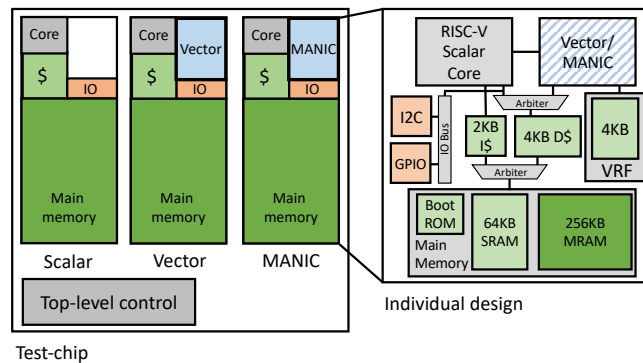 Core
$
IO
Main
memory
Scalar
Core
Vector
$
IO
Main
memory
Vector
Core
MANIC
$
IO
Main
memory
MANIC
Top-level control
Test-chip
RISC-V
Scalar
Core
Vector/
MANIC
Arbiter
I2C
GPIO
IO Bus
2KB
I$
4KB D$
4KB
VRF
Arbiter
Boot
ROM
Main
Memory
64KB
SRAM
256KB
MRAM
Individual design